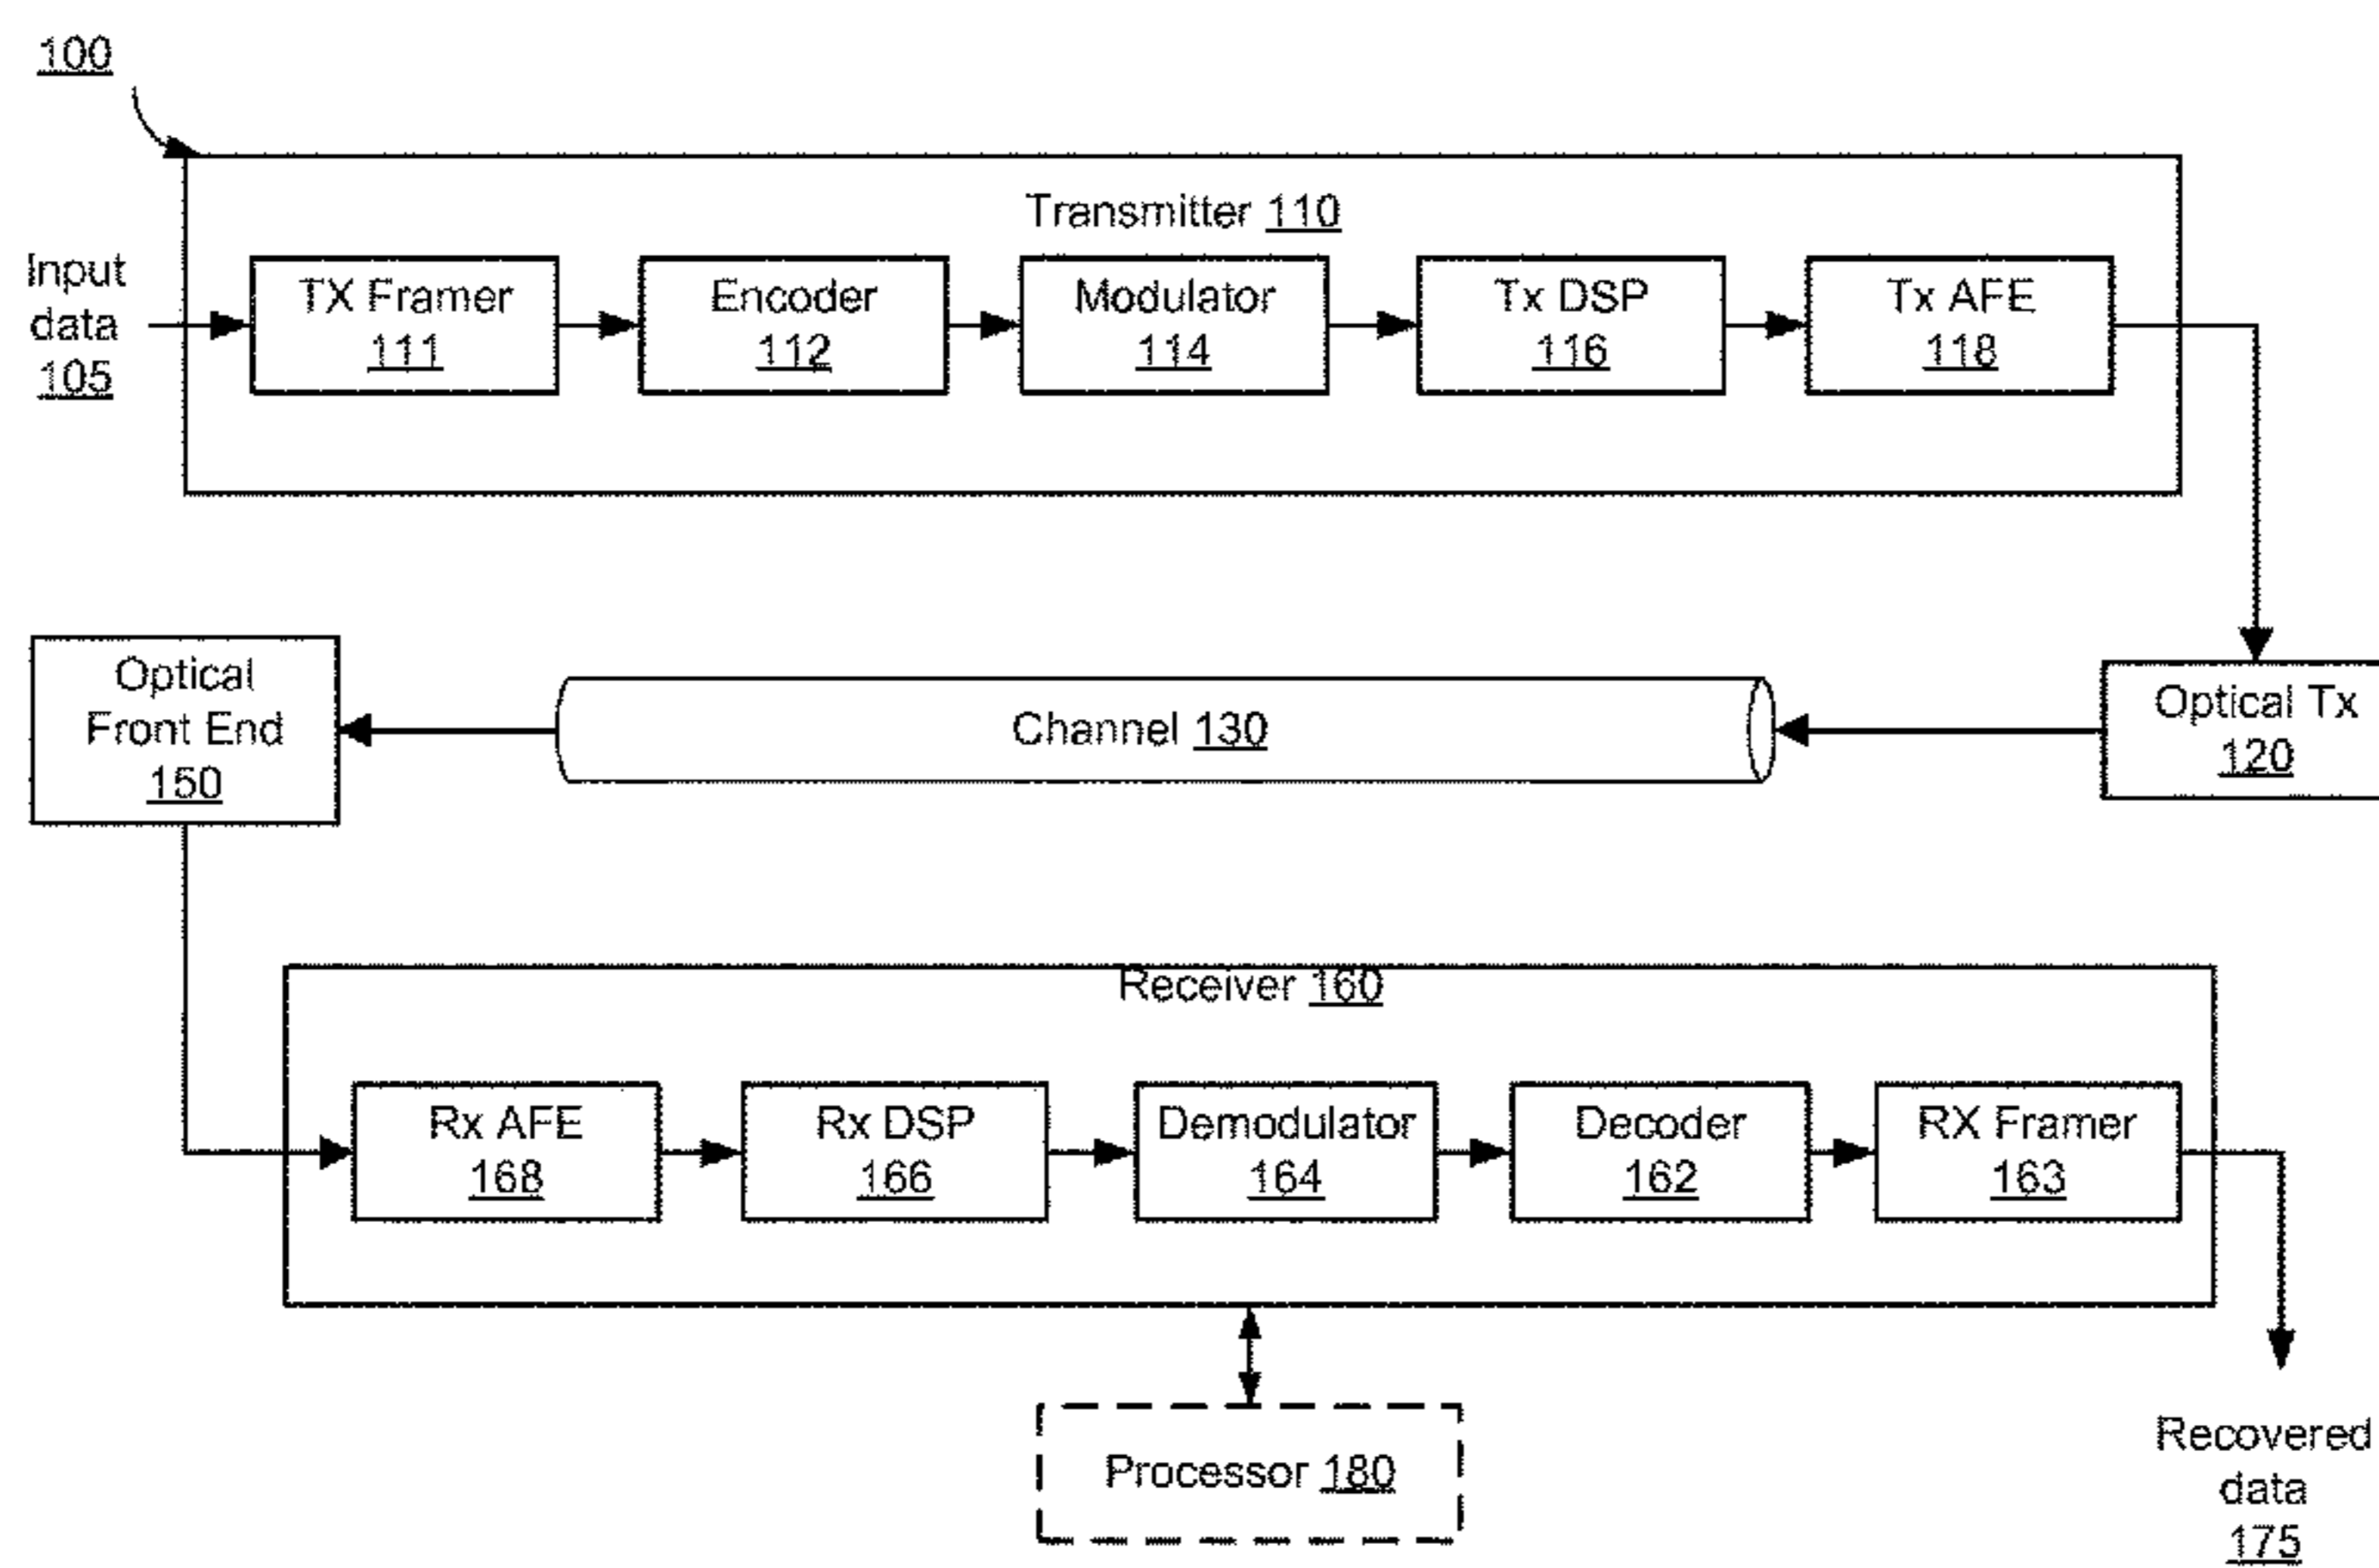 100
Transmitter 110
Input
data
105
TX Framer
111
Encoder
112
Modulator
114
Tx DSP
116
Tx AFE
118
Optical
Front End
150
Channel 130
Optical Tx
120
Receiver 160
Rx AFE
168
Rx DSP
166
Demodulator
164
Decoder
162
RX Framer
163
Processor 180
Recovered
data
175